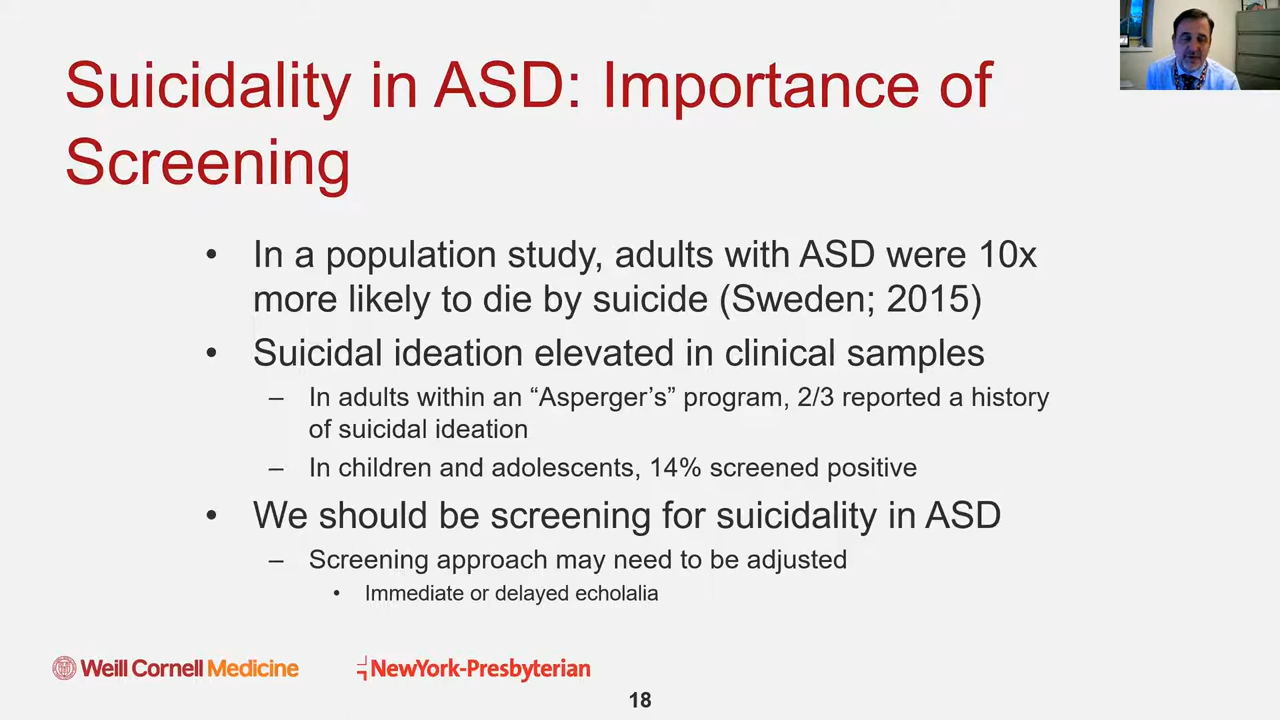 Suicidality in ASD: Importance of
Screening
• In a population study, adults with ASD were 10x
more likely to die by suicide (Sweden; 2015)
• Suicidal ideation elevated in clinical samples
– In adults within an “Asperger’s” program, 2/3 reported a history
of suicidal ideation
– In children and adolescents, 14% screened positive
• We should be screening for suicidality in ASD
– Screening approach may need to be adjusted
• Immediate or delayed echolalia
Weill Cornell Medicine
NewYork-Presbyterian
18